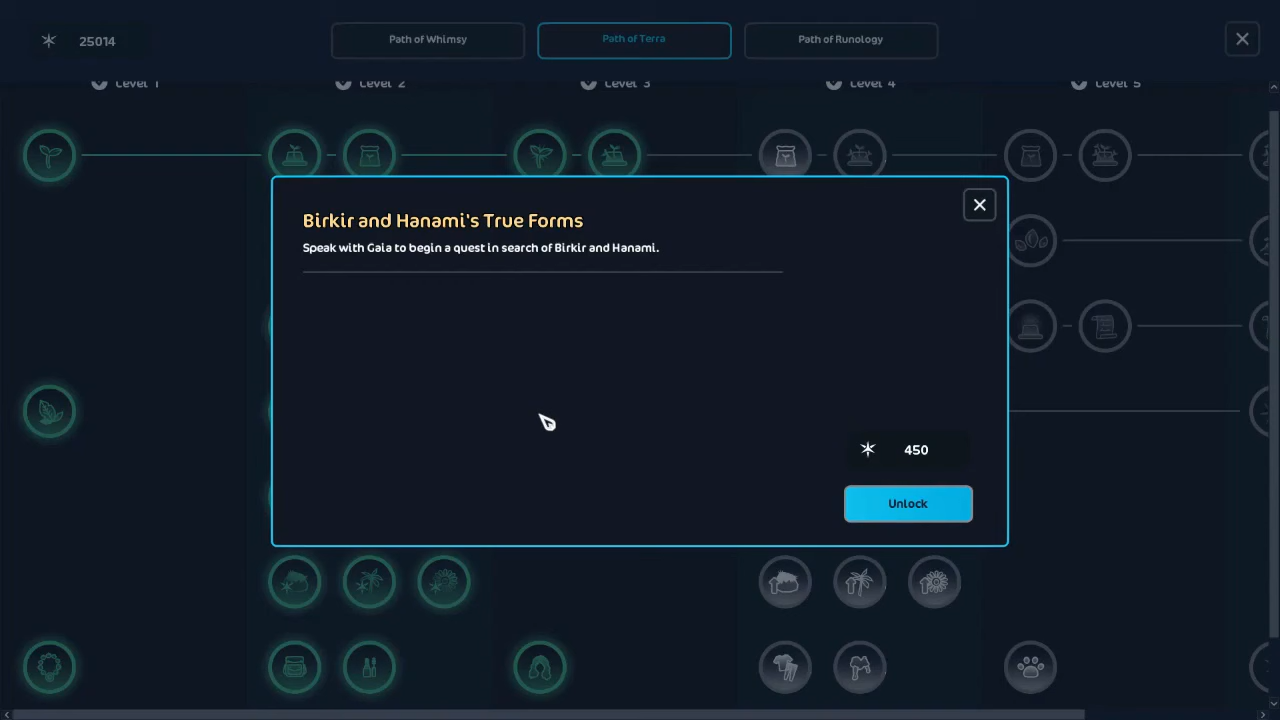 25014
Path of Whimsy
Path of Terra
Path of Runology
Level 1
Level 2
Level 3
Level 4
Level 5
Birkir and Hanami's True Forms
Speak with Gaia to begin a quest in search of Birkir and Hanami.
450
Unlock